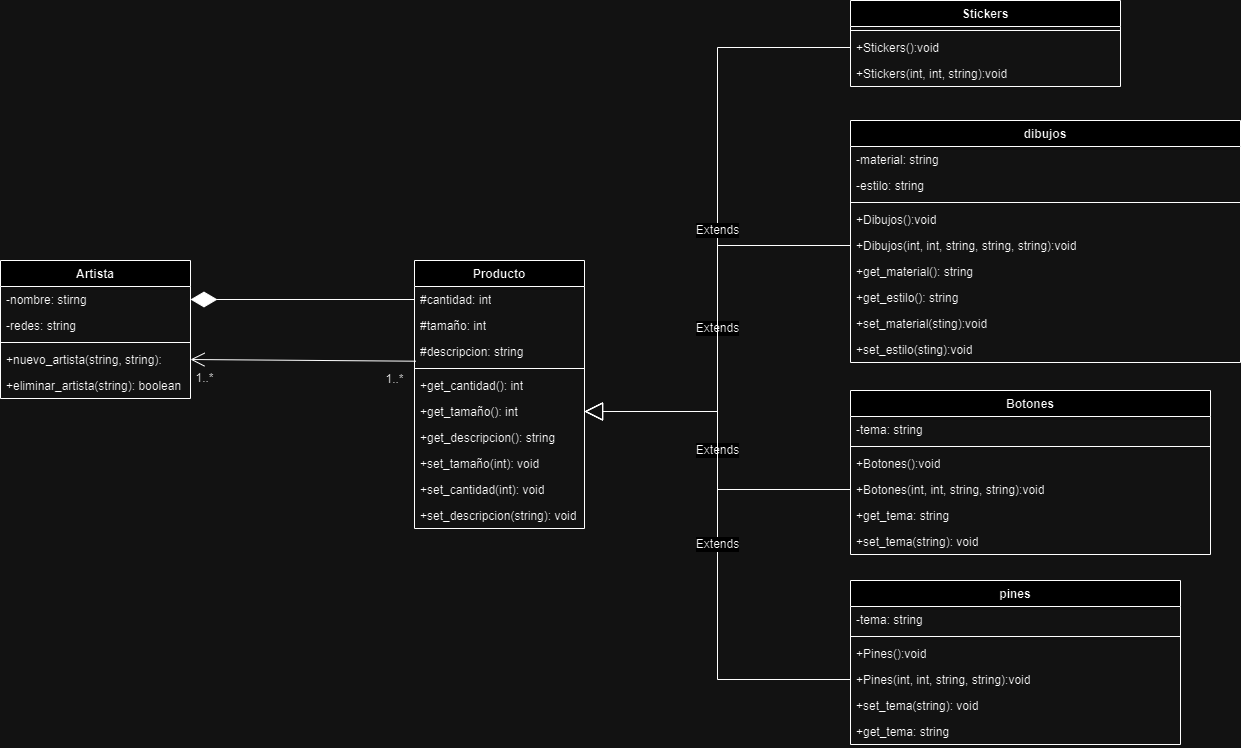 Stickers
+Stickers():void
+Stickers(int, int, string):void
dibujos
-material: string
-estilo: string
+Dibujos():void
+Dibujos(int, int, string, string, string):void
+get_material(): string
+get_estilo(): string
+set_material(sting):void
+set_estilo(sting):void
Extends
Extends
Extends
Extends
Artista
-nombre: stirng
-redes: string
+nuevo_artista(string, string):
+eliminar_artista(string): boolean
1..*
1..*
Producto
#cantidad: int
#tamaño: int
#descripcion: string
+get_cantidad(): int
+get_tamaño(): int
+get_descripcion(): string
+set_tamaño(int): void
+set_cantidad(int): void
+set_descripcion(string): void
Botones
-tema: string
+Botones():void
+Botones(int, int, string, string):void
+get_tema: string
+set_tema(string): void
pines
-tema: string
+Pines():void
+Pines(int, int, string, string):void
+set_tema(string): void
+get_tema: string